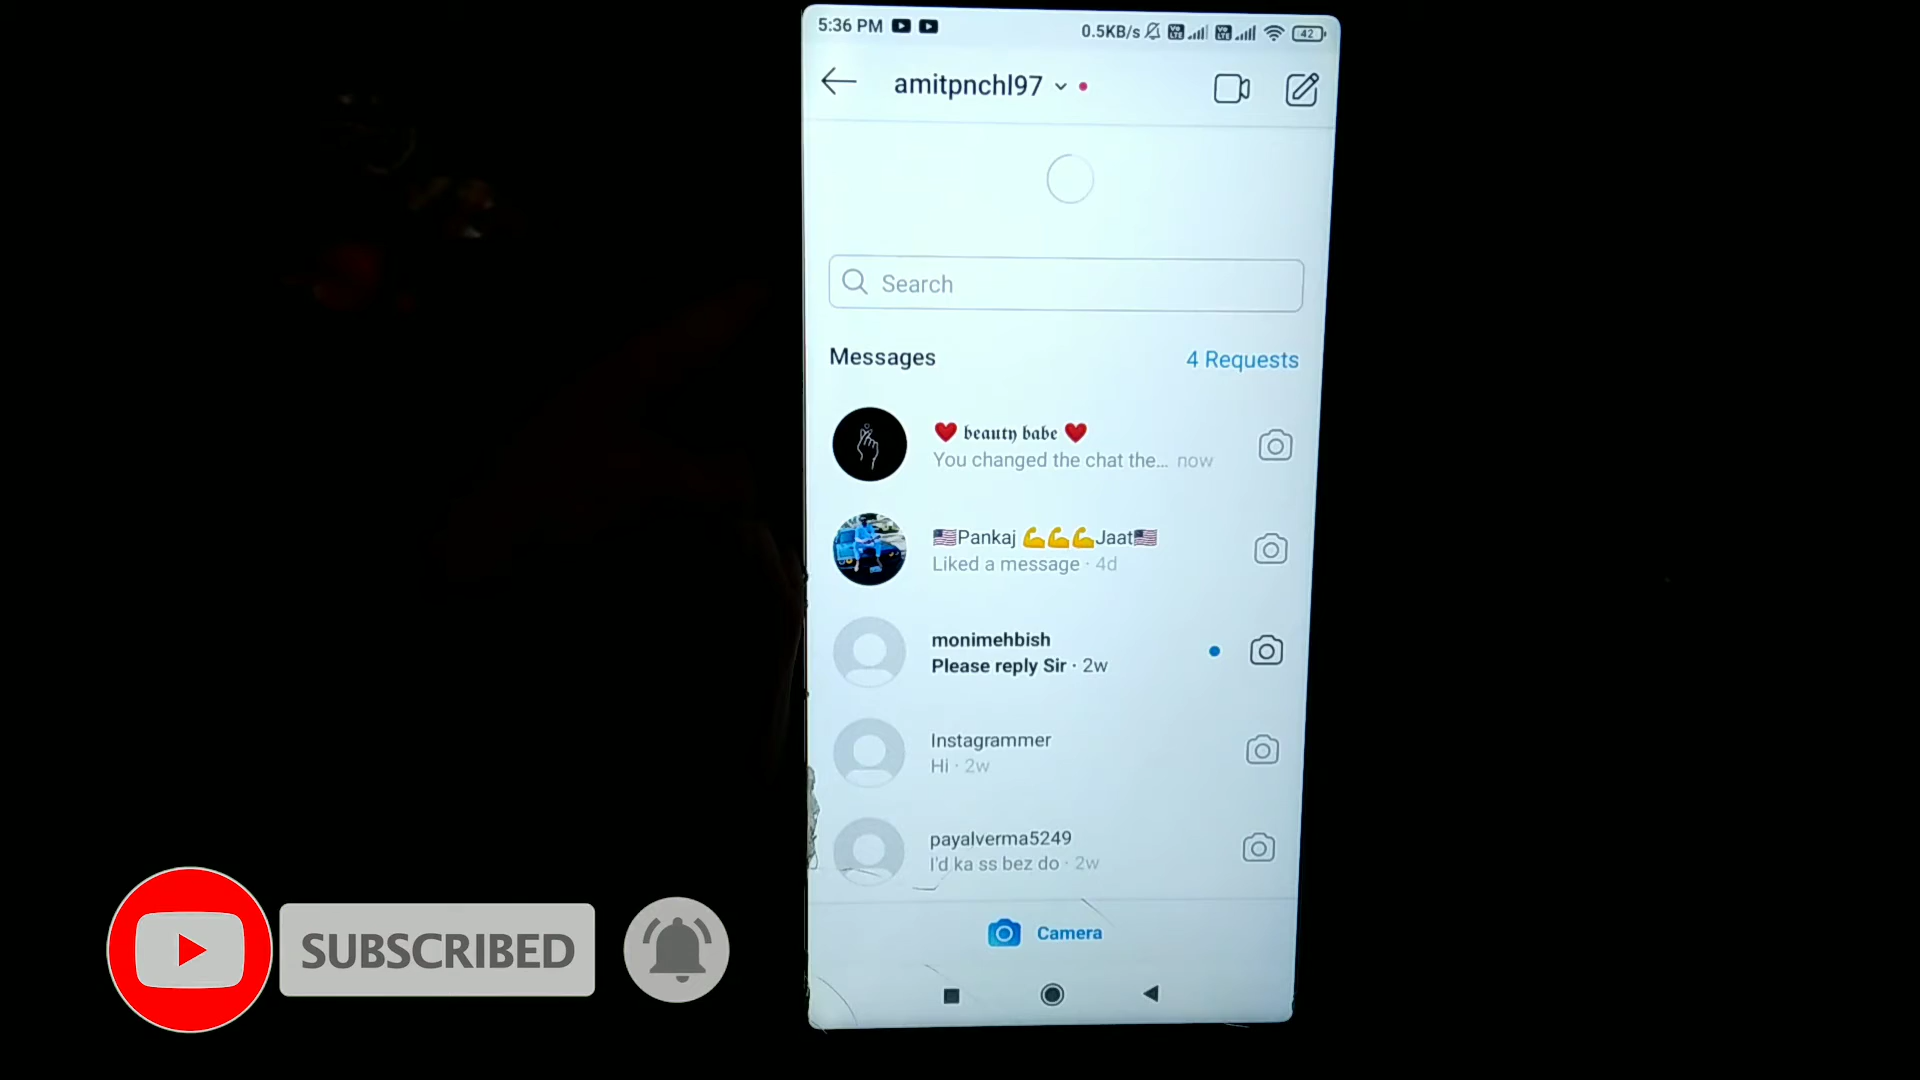 5:36 PM 0.5KB/s 42
amitpnchl97
Search
Messages 4 Requests
❤️ beauty babe ❤️
You changed the chat the... now
🇺🇸Pankaj 💪💪💪Jaat🇺🇸
Liked a message · 4d
monimehbish
Please reply Sir · 2w
Instagrammer
Hi · 2w
payalverma5249
I'd ka ss bez do · 2w
Camera
SUBSCRIBED